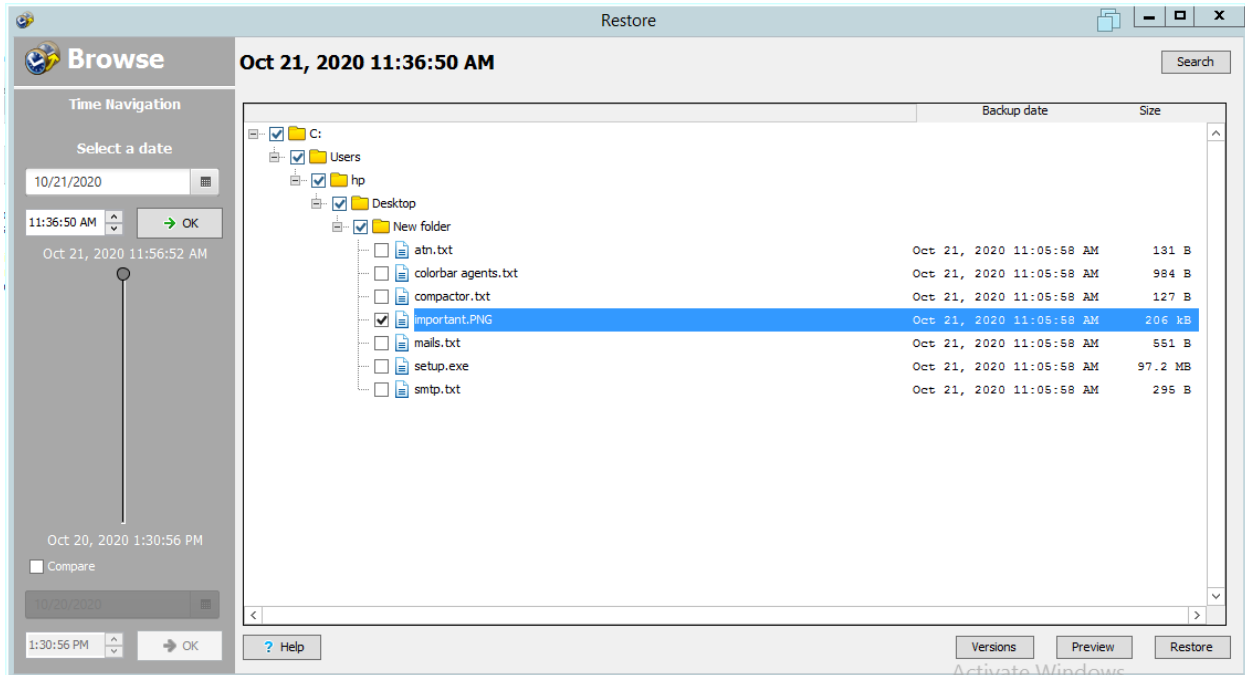 Restore
Browse
Oct 21, 2020 11:36:50 AM
Search
Time Navigation
Select a date
10/21/2020
11:36:50 AM
OK
Oct 21, 2020 11:56:52 AM
Oct 20, 2020 1:30:56 PM
Compare
10/20/2020
1:30:56 PM
OK
Backup date Size
C:
Users
hp
Desktop
New folder
atn.txt Oct 21, 2020 11:05:58 AM 131 B
colorbar agents.txt Oct 21, 2020 11:05:58 AM 984 B
compactor.txt Oct 21, 2020 11:05:58 AM 127 B
important.PNG Oct 21, 2020 11:05:58 AM 206 kB
mails.txt Oct 21, 2020 11:05:58 AM 551 B
setup.exe Oct 21, 2020 11:05:58 AM 97.2 MB
smtp.txt Oct 21, 2020 11:05:58 AM 295 B
? Help
Versions
Preview
Restore
Activate Windows